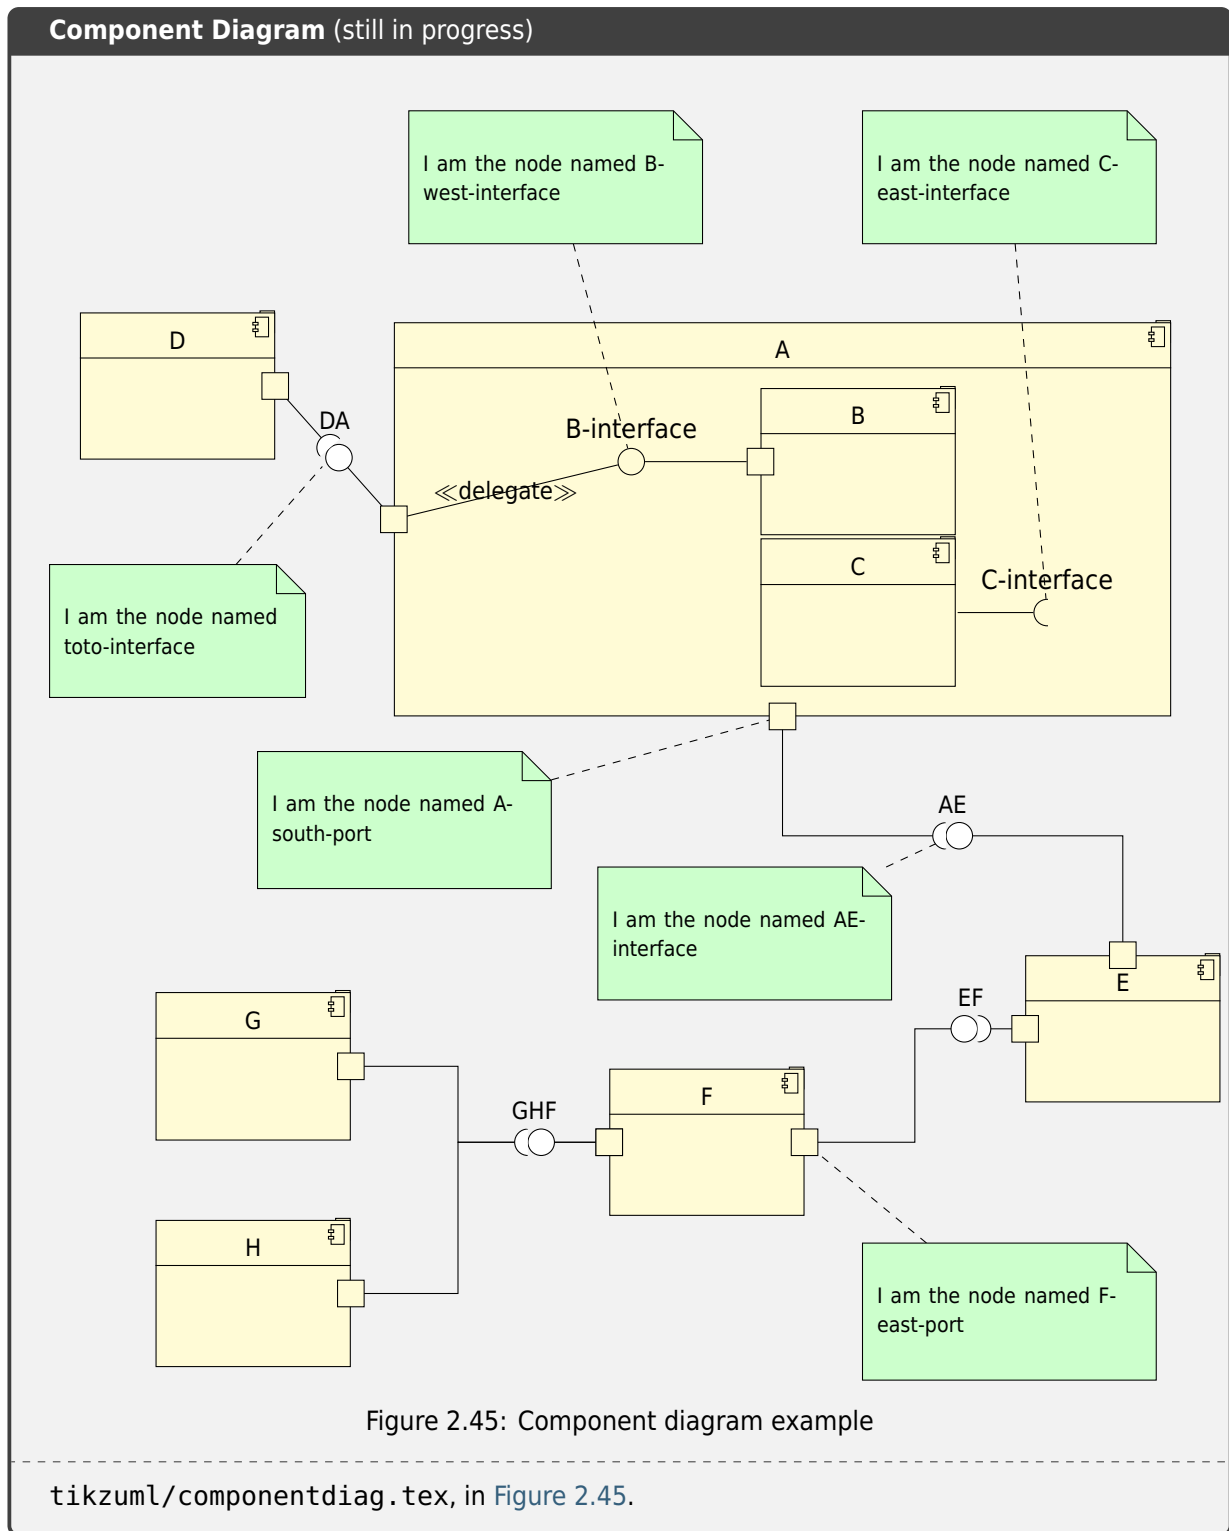 Component Diagram (still in progress)
I am the node named B-
west-interface
I am the node named C-
east-interface
D
A
DA
B-interface
B
≪delegate≫
C
C-interface
I am the node named
toto-interface
I am the node named A-
south-port
AE
I am the node named AE-
interface
E
EF
G
F
GHF
H
I am the node named F-
east-port
Figure 2.45: Component diagram example
tikzuml/componentdiag.tex, in Figure 2.45.